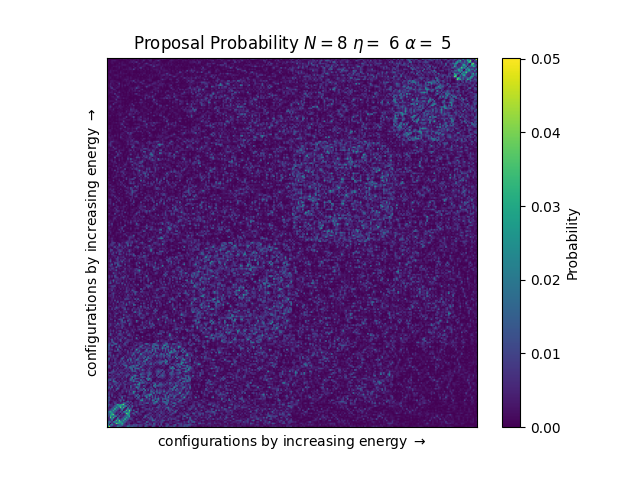 Proposal Probability N = 8 η = 6 α = 5
configurations by increasing energy →
configurations by increasing energy →
0.05
0.04
0.03
0.02
0.01
0.00
Probability